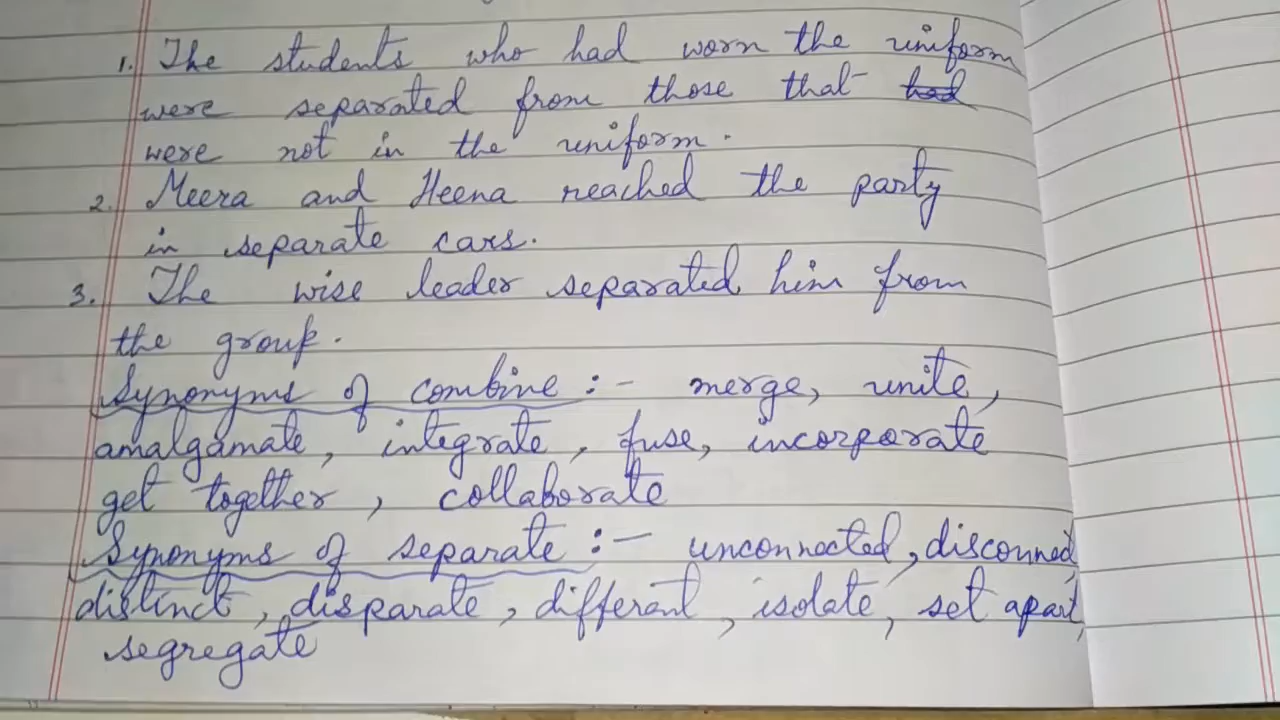 1. The students who had worn the uniform
were separated from those that had
were not in the uniform.
2. Meera and Heena reached the party
in separate cars.
3. The wise leader separated him from
the group.
Synonyms of combine :- merge, unite,
amalgamate, integrate, fuse, incorporate
get together, collaborate
Synonyms of separate :- unconnected, disconned,
distinct, disparate, different, isolate, set apart,
segregate